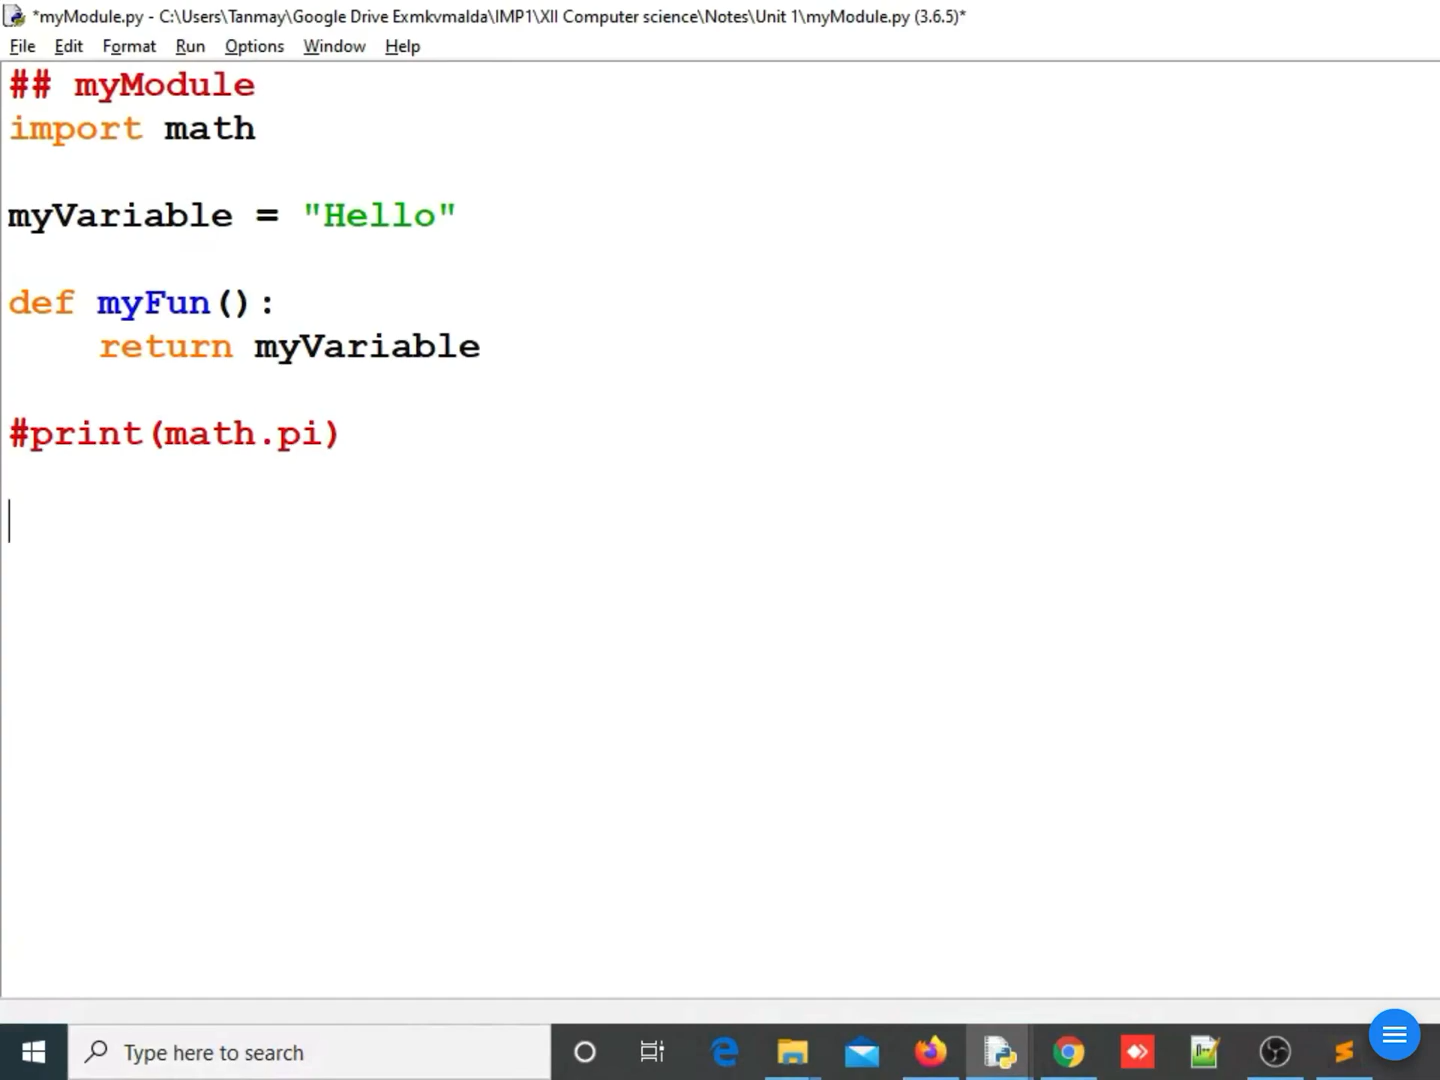 *myModule.py - C:\Users\Tanmay\Google Drive Exmkvmalda\IMP1\XII Computer science\Notes\Unit 1\myModule.py (3.6.5)*
File Edit Format Run Options Window Help
## myModule
import math
myVariable = "Hello"
def myFun():
    return myVariable
#print(math.pi)
Type here to search